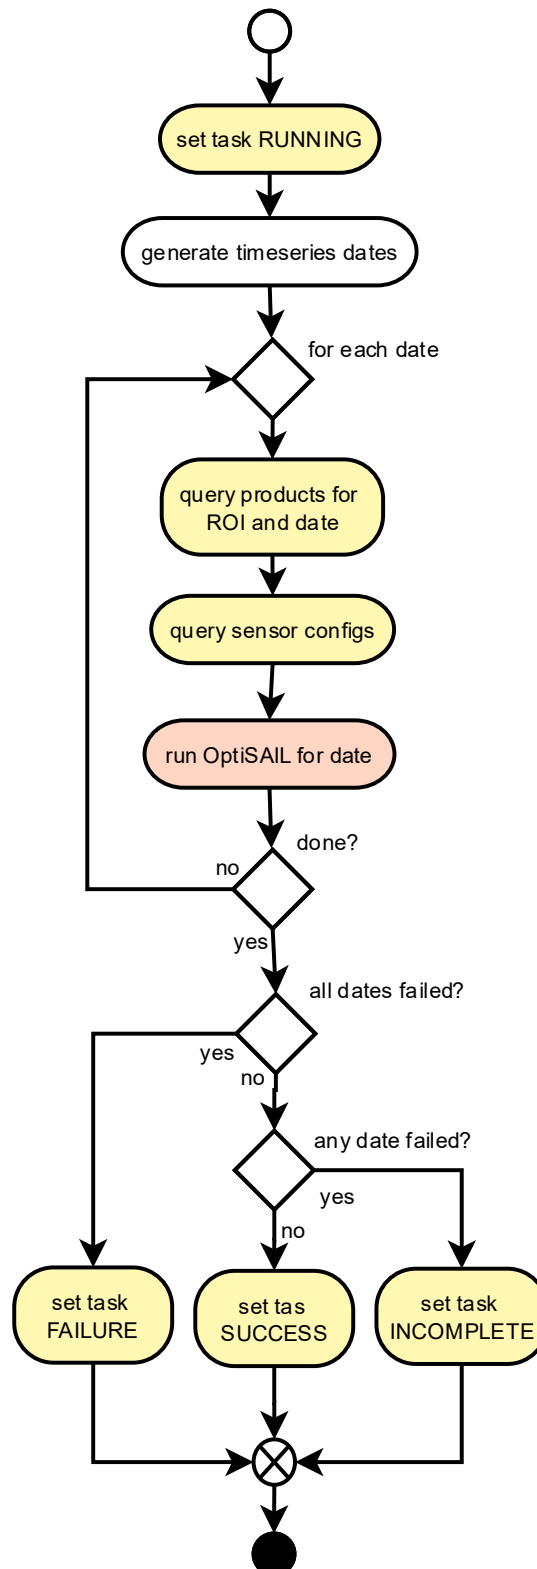 set task RUNNING
generate timeseries dates
for each date
query products for
ROI and date
query sensor configs
run OptiSAIL for date
done?
no
yes
all dates failed?
yes
no
any date failed?
yes
no
set task
FAILURE
set tas
SUCCESS
set task
INCOMPLETE